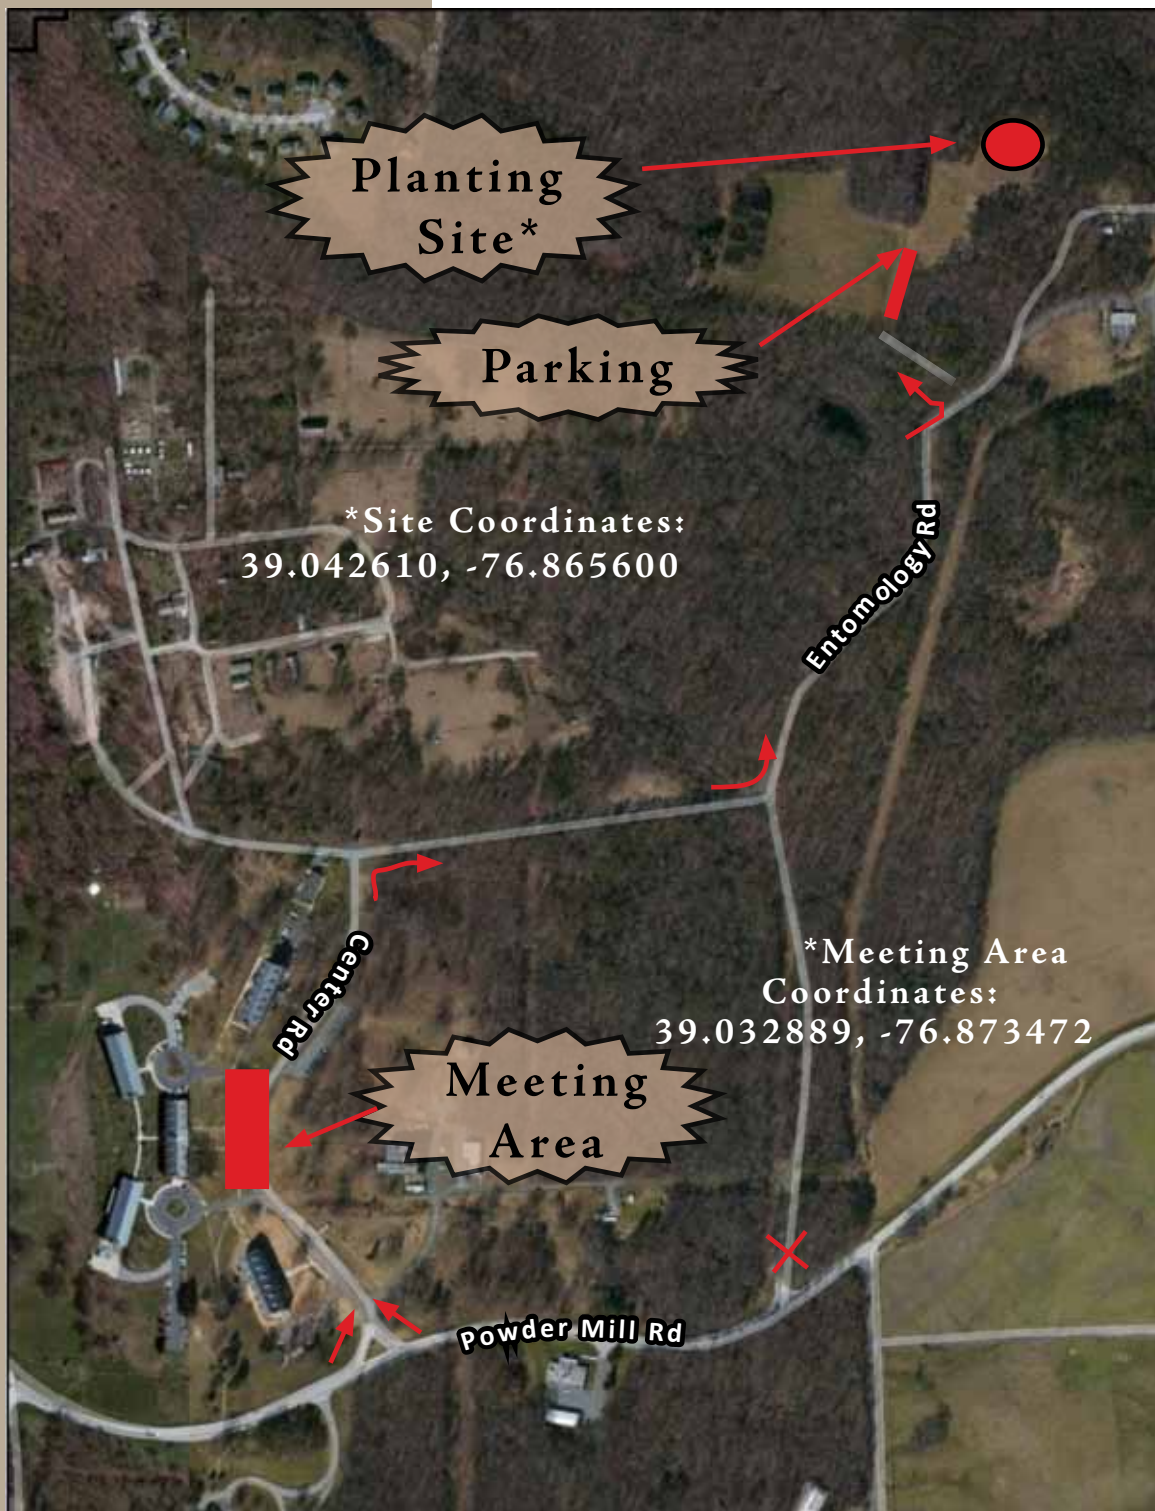 Planting
Site*
Parking
*Site Coordinates:
39.042610, -76.865600
Entomology Rd
Center Rd
*Meeting Area
Coordinates:
39.032889, -76.873472
Meeting
Area
Powder Mill Rd